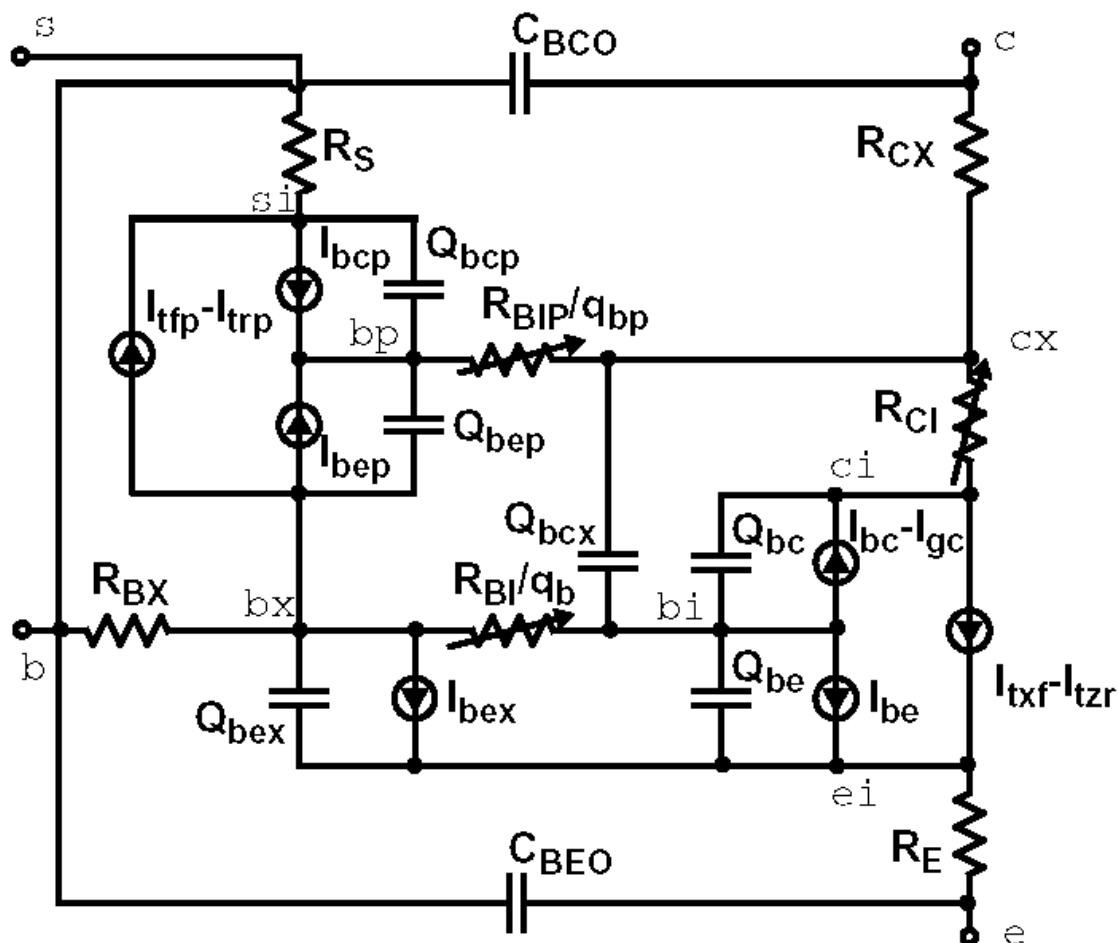 s
C_BCO
c
R_S
R_CX
si
I_bcp
Q_bcp
I_tfp-I_trp
R_BIP/q_bp
bp
cx
R_CI
Q_bep
I_bep
ci
Q_bcx
Q_bc
I_bc-I_gc
R_BX
bx
R_BI/q_b
bi
b
Q_bex
I_bex
Q_be
I_be
I_txf-I_tzr
ei
C_BEO
R_E
e